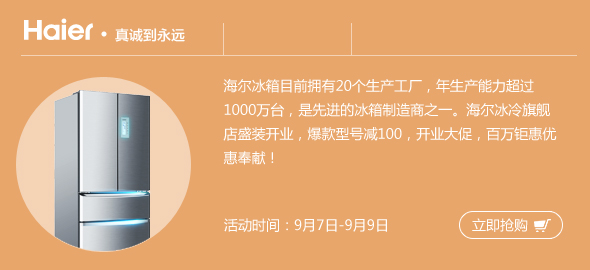 Haier · 真诚到永远
海尔冰箱目前拥有20个生产工厂，年生产能力超过
1000万台，是先进的冰箱制造商之一。海尔冰冷旗舰
店盛装开业，爆款型号减100，开业大促，百万钜惠优
惠奉献！
活动时间：9月7日-9月9日
立即抢购